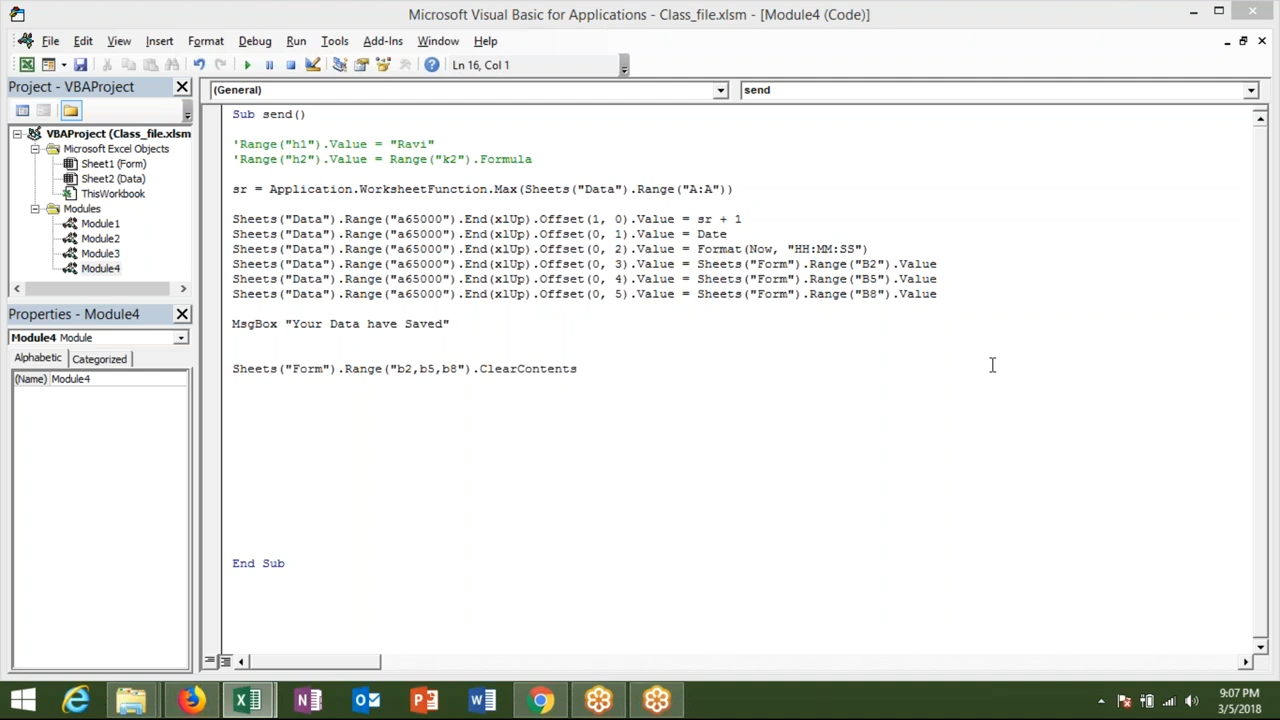 Microsoft Visual Basic for Applications - Class_file.xlsm - [Module4 (Code)]
File Edit View Insert Format Debug Run Tools Add-Ins Window Help
Ln 16, Col 1
Project - VBAProject
(General)
send
VBAProject (Class_file.xlsm
Microsoft Excel Objects
Sheet1 (Form)
Sheet2 (Data)
ThisWorkbook
Modules
Module1
Module2
Module3
Module4
Properties - Module4
Module4 Module
Alphabetic Categorized
(Name) Module4
Sub send()
'Range("h1").Value = "Ravi"
'Range("h2").Value = Range("k2").Formula
sr = Application.WorksheetFunction.Max(Sheets("Data").Range("A:A"))
Sheets("Data").Range("a65000").End(xlUp).Offset(1, 0).Value = sr + 1
Sheets("Data").Range("a65000").End(xlUp).Offset(0, 1).Value = Date
Sheets("Data").Range("a65000").End(xlUp).Offset(0, 2).Value = Format(Now, "HH:MM:SS")
Sheets("Data").Range("a65000").End(xlUp).Offset(0, 3).Value = Sheets("Form").Range("B2").Value
Sheets("Data").Range("a65000").End(xlUp).Offset(0, 4).Value = Sheets("Form").Range("B5").Value
Sheets("Data").Range("a65000").End(xlUp).Offset(0, 5).Value = Sheets("Form").Range("B8").Value
MsgBox "Your Data have Saved"
Sheets("Form").Range("b2,b5,b8").ClearContents
End Sub
9:07 PM
3/5/2018